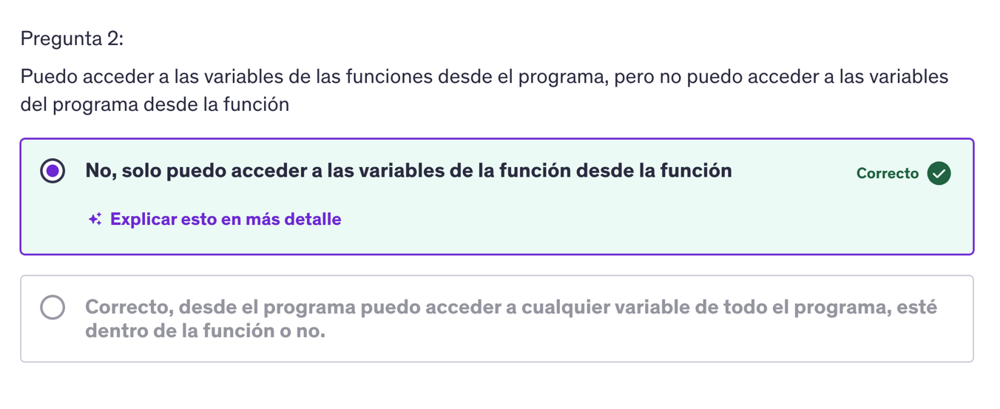 Pregunta 2:
Puedo acceder a las variables de las funciones desde el programa, pero no puedo acceder a las variables
del programa desde la función
No, solo puedo acceder a las variables de la función desde la función
Correcto
Explicar esto en más detalle
Correcto, desde el programa puedo acceder a cualquier variable de todo el programa, esté
dentro de la función o no.